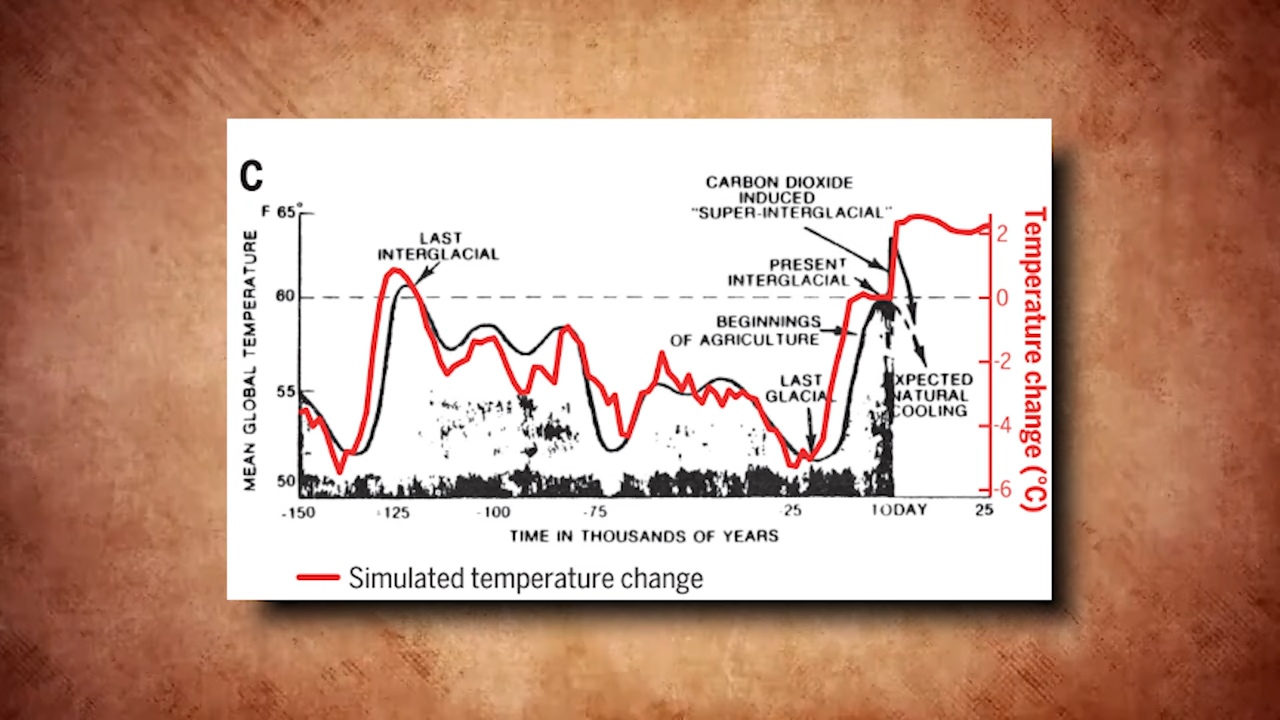 C
CARBON DIOXIDE
INDUCED
"SUPER-INTERGLACIAL"
F 65°
LAST
INTERGLACIAL
PRESENT
INTERGLACIAL
60
BEGINNINGS
OF AGRICULTURE
LAST
GLACIAL
EXPECTED
NATURAL
COOLING
55
50
MEAN GLOBAL TEMPERATURE
2
0
-2
-4
-6
Temperature change (°C)
-150 125 -100 -75 -25 TODAY 25
TIME IN THOUSANDS OF YEARS
Simulated temperature change